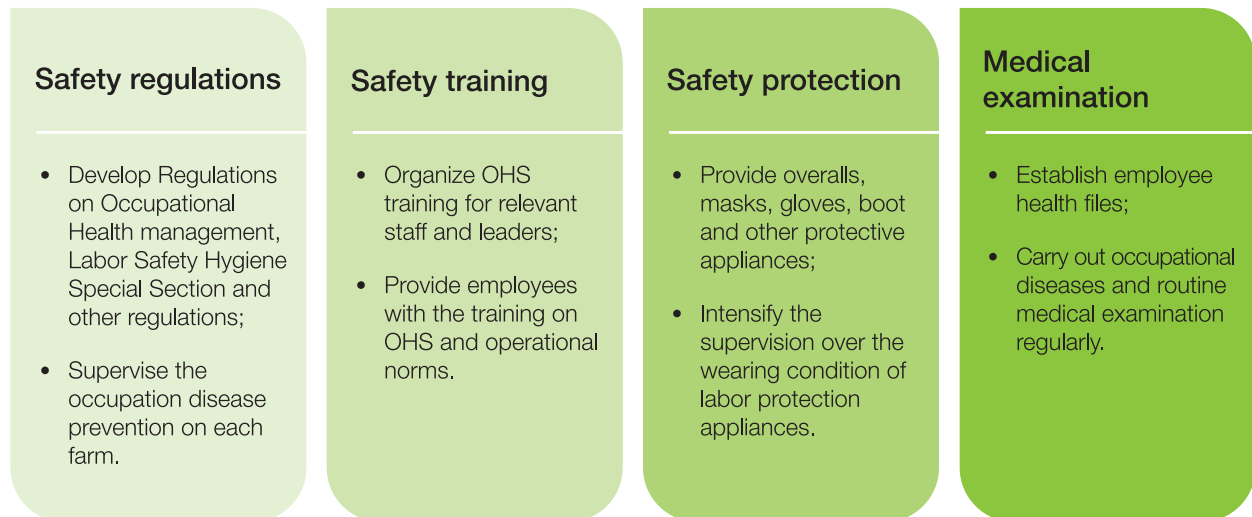 Safety regulations
• Develop Regulations
on Occupational
Health management,
Labor Safety Hygiene
Special Section and
other regulations;
• Supervise the
occupation disease
prevention on each
farm.
Safety training
• Organize OHS
training for relevant
staff and leaders;
• Provide employees
with the training on
OHS and operational
norms.
Safety protection
• Provide overalls,
masks, gloves, boot
and other protective
appliances;
• Intensify the
supervision over the
wearing condition of
labor protection
appliances.
Medical
examination
• Establish employee
health files;
• Carry out occupational
diseases and routine
medical examination
regularly.